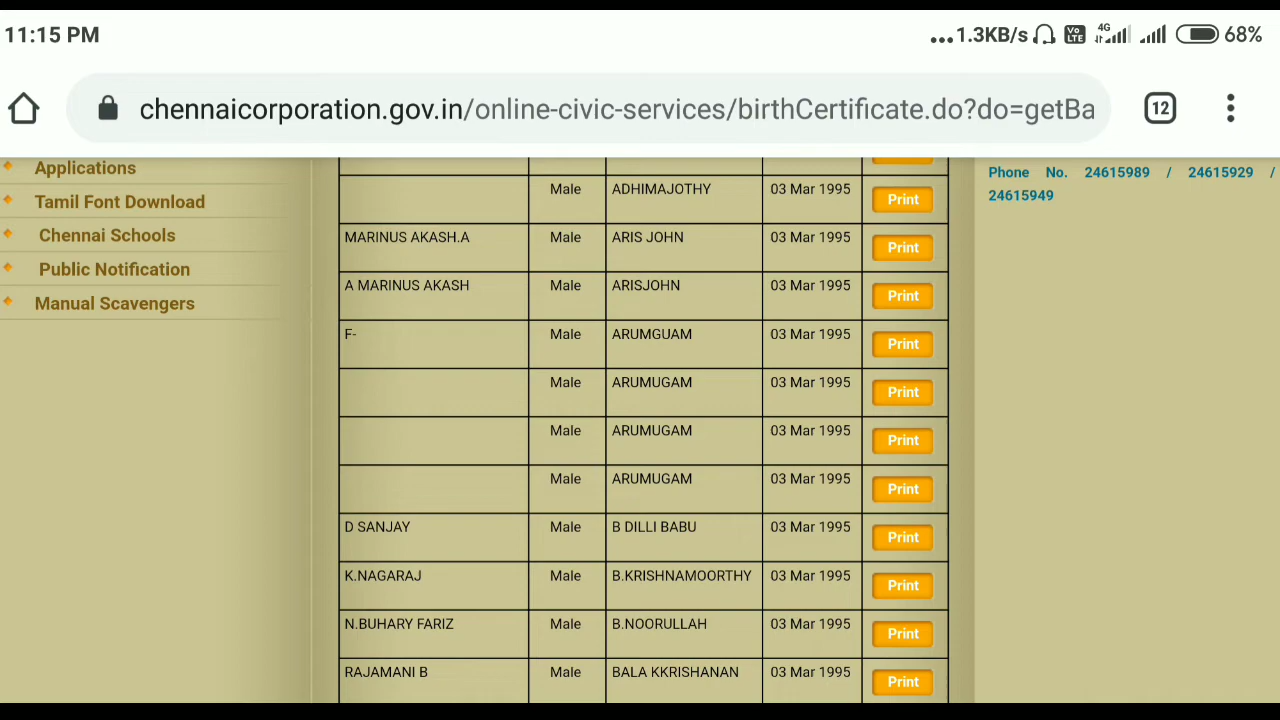 11:15 PM
...1.3KB/s Vo LTE 4G 68%
chennaicorporation.gov.in/online-civic-services/birthCertificate.do?do=getBa
12
Applications
Tamil Font Download
Chennai Schools
Public Notification
Manual Scavengers
Male ADHIMAJOTHY 03 Mar 1995 Print
MARINUS AKASH.A Male ARIS JOHN 03 Mar 1995 Print
A MARINUS AKASH Male ARISJOHN 03 Mar 1995 Print
F- Male ARUMGUAM 03 Mar 1995 Print
Male ARUMUGAM 03 Mar 1995 Print
Male ARUMUGAM 03 Mar 1995 Print
Male ARUMUGAM 03 Mar 1995 Print
D SANJAY Male B DILLI BABU 03 Mar 1995 Print
K.NAGARAJ Male B.KRISHNAMOORTHY 03 Mar 1995 Print
N.BUHARY FARIZ Male B.NOORULLAH 03 Mar 1995 Print
RAJAMANI B Male BALA KKRISHANAN 03 Mar 1995 Print
Phone No. 24615989 / 24615929 /
24615949